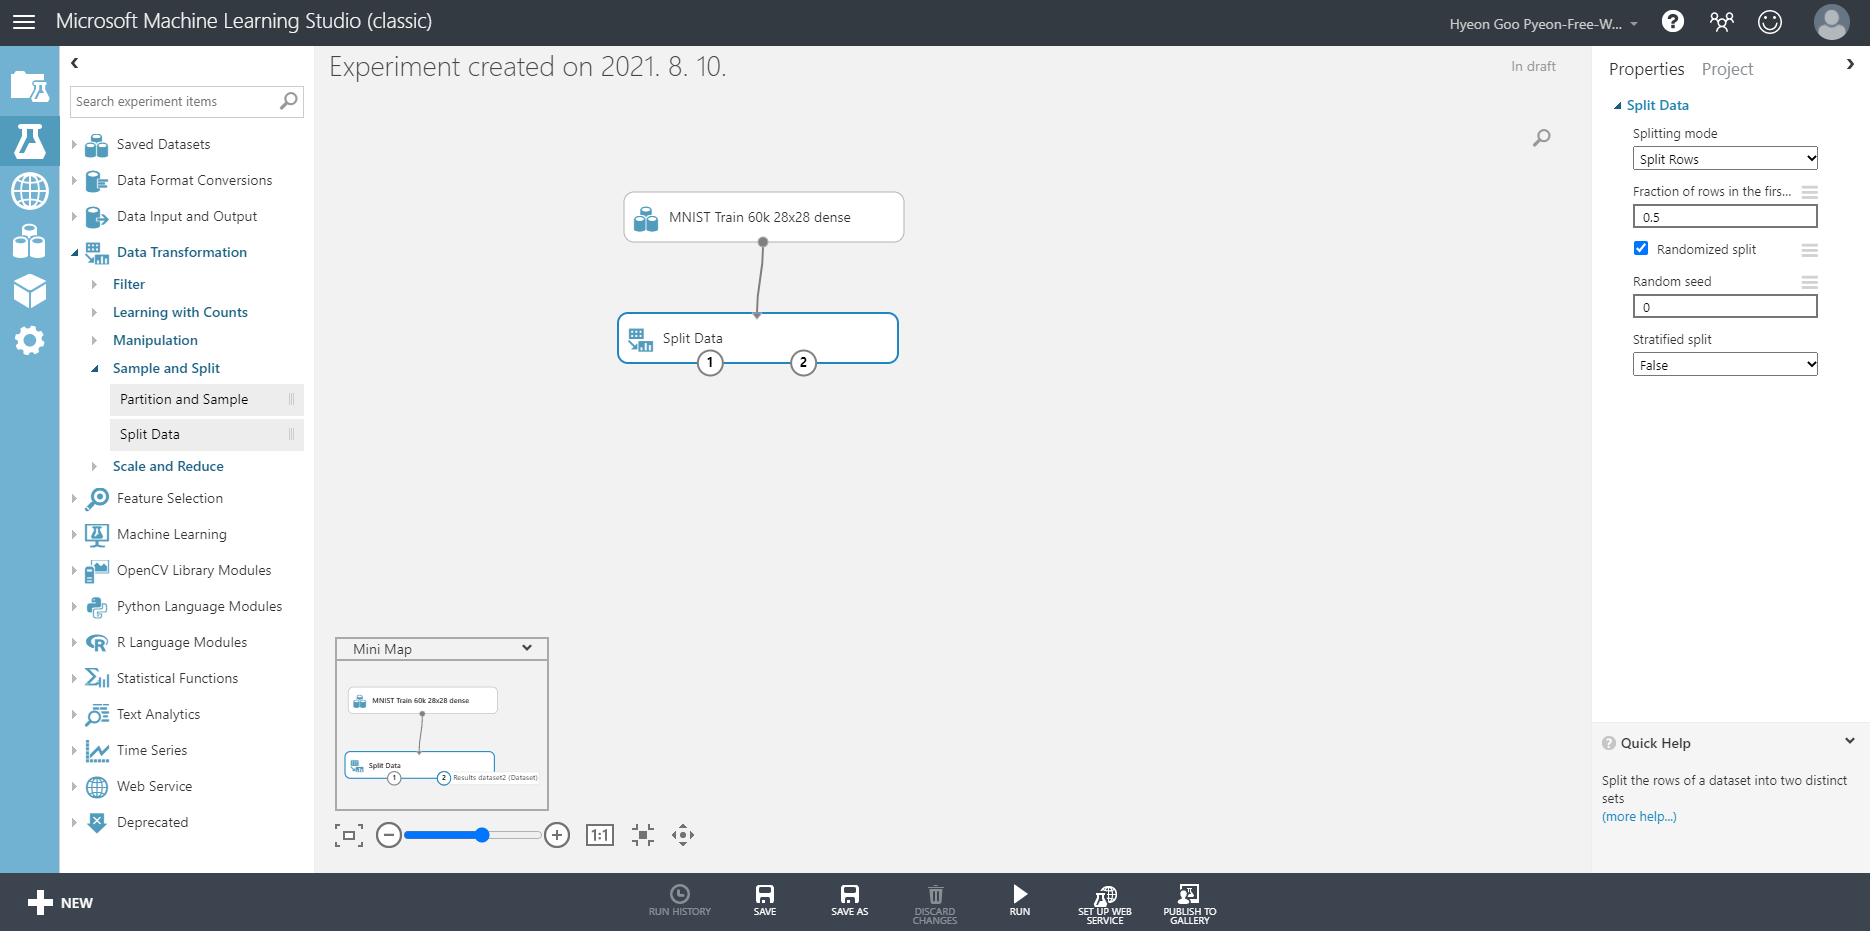 Microsoft Machine Learning Studio (classic)
Hyeon Goo Pyeon-Free-W...
Search experiment items
Saved Datasets
Data Format Conversions
Data Input and Output
Data Transformation
Filter
Learning with Counts
Manipulation
Sample and Split
Partition and Sample
Split Data
Scale and Reduce
Feature Selection
Machine Learning
OpenCV Library Modules
Python Language Modules
R Language Modules
Statistical Functions
Text Analytics
Time Series
Web Service
Deprecated
Experiment created on 2021. 8. 10.
In draft
MNIST Train 60k 28x28 dense
Split Data
1
2
Mini Map
MNIST Train 60k 28x28 dense
Split Data
1
2 Results dataset2 (Dataset)
1:1
Properties Project
Split Data
Splitting mode
Split Rows
Fraction of rows in the firs...
0.5
Randomized split
Random seed
0
Stratified split
False
Quick Help
Split the rows of a dataset into two distinct
sets
(more help...)
NEW
RUN HISTORY
SAVE
SAVE AS
DISCARD
CHANGES
RUN
SET UP WEB
SERVICE
PUBLISH TO
GALLERY